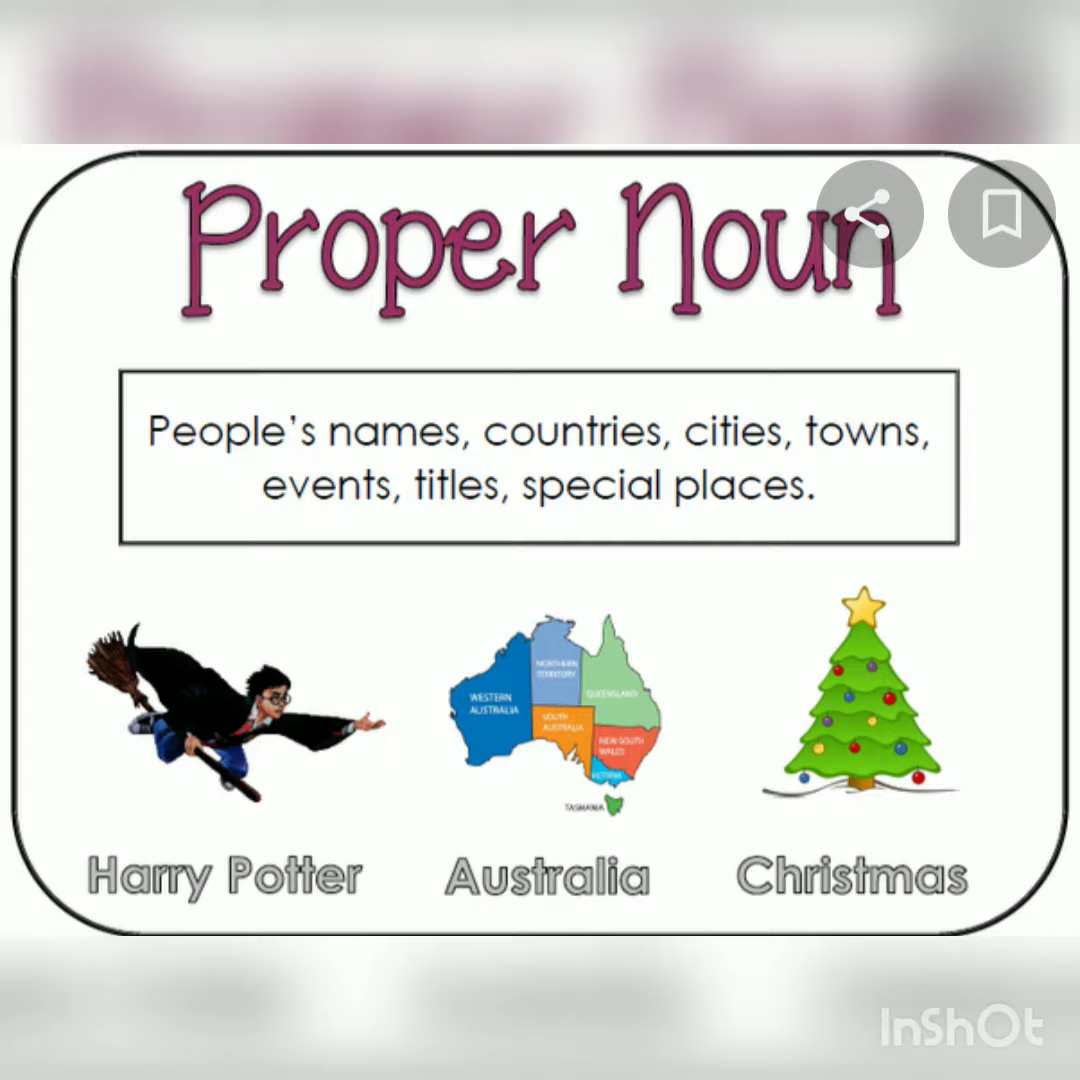 Proper Noun
People's names, countries, cities, towns,
events, titles, special places.
WESTERN
AUSTRALIA
NORTHERN
TERRITORY
QUEENSLAND
SOUTH
AUSTRALIA
NEW SOUTH
WALES
VICTORIA
TASMANIA
Harry Potter
Australia
Christmas
InShOt